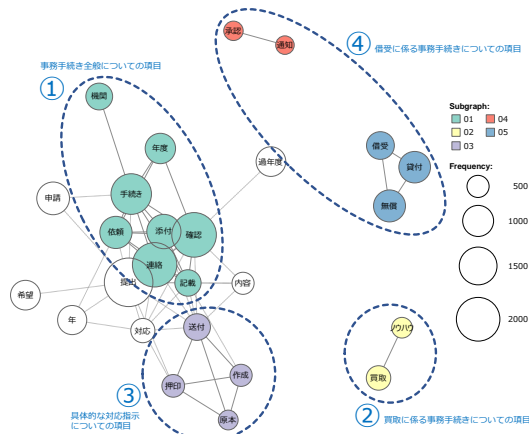 承認
通知
④ 借受に係る事務手続きについての項目
事務手続き全般についての項目
①
機関
年度
過年度
借受
貸付
無償
Subgraph:
01 04
02 05
03
Frequency:
500
1000
1500
2000
手続き
申請
依頼
添付
確認
連絡
提出
記載
内容
希望
年
対応
送付
ノウハウ
買取
押印
作成
原本
③
具体的な対応指示
についての項目
② 買取に係る事務手続きについての項目